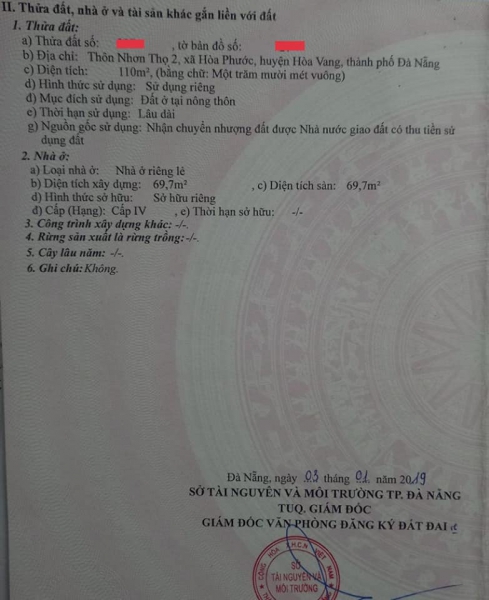 II. Thửa đất, nhà ở và tài sản khác gắn liền với đất
1. Thửa đất:
a) Thửa đất số: , tờ bản đồ số:
b) Địa chỉ: Thôn Nhơn Thọ 2, xã Hòa Phước, huyện Hòa Vang, thành phố Đà Nẵng
c) Diện tích: 110m², (bằng chữ: Một trăm mười mét vuông)
d) Hình thức sử dụng: Sử dụng riêng
đ) Mục đích sử dụng: Đất ở tại nông thôn
e) Thời hạn sử dụng: Lâu dài
g) Nguồn gốc sử dụng: Nhận chuyển nhượng đất được Nhà nước giao đất có thu tiền sử
dụng đất
2. Nhà ở:
a) Loại nhà ở: Nhà ở riêng lẻ
b) Diện tích xây dựng: 69,7m² , c) Diện tích sàn: 69,7m²
d) Hình thức sở hữu: Sở hữu riêng
đ) Cấp (Hạng): Cấp IV , e) Thời hạn sở hữu: -/-
3. Công trình xây dựng khác: -/-.
4. Rừng sản xuất là rừng trồng: -/-.
5. Cây lâu năm: -/-.
6. Ghi chú: Không.
Đà Nẵng, ngày 03 tháng 01 năm 2019
SỞ TÀI NGUYÊN VÀ MÔI TRƯỜNG TP. ĐÀ NẴNG
TUQ. GIÁM ĐỐC
GIÁM ĐỐC VĂN PHÒNG ĐĂNG KÝ ĐẤT ĐAI
CỘNG HÒA X.H.C.N VIỆT NAM
SỞ
TÀI NGUYÊN VÀ
MÔI TRƯỜNG